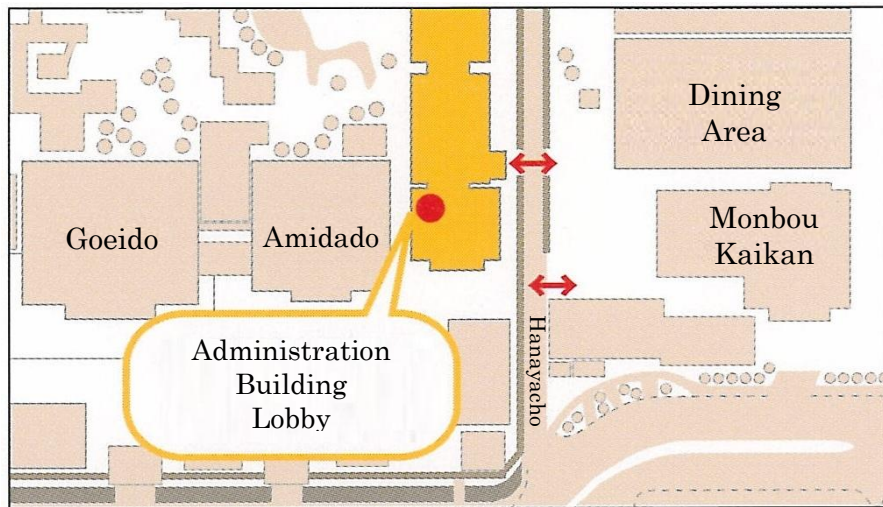 Dining
Area
Goeido
Amidado
Monbou
Kaikan
Administration
Building
Lobby
Hanayacho